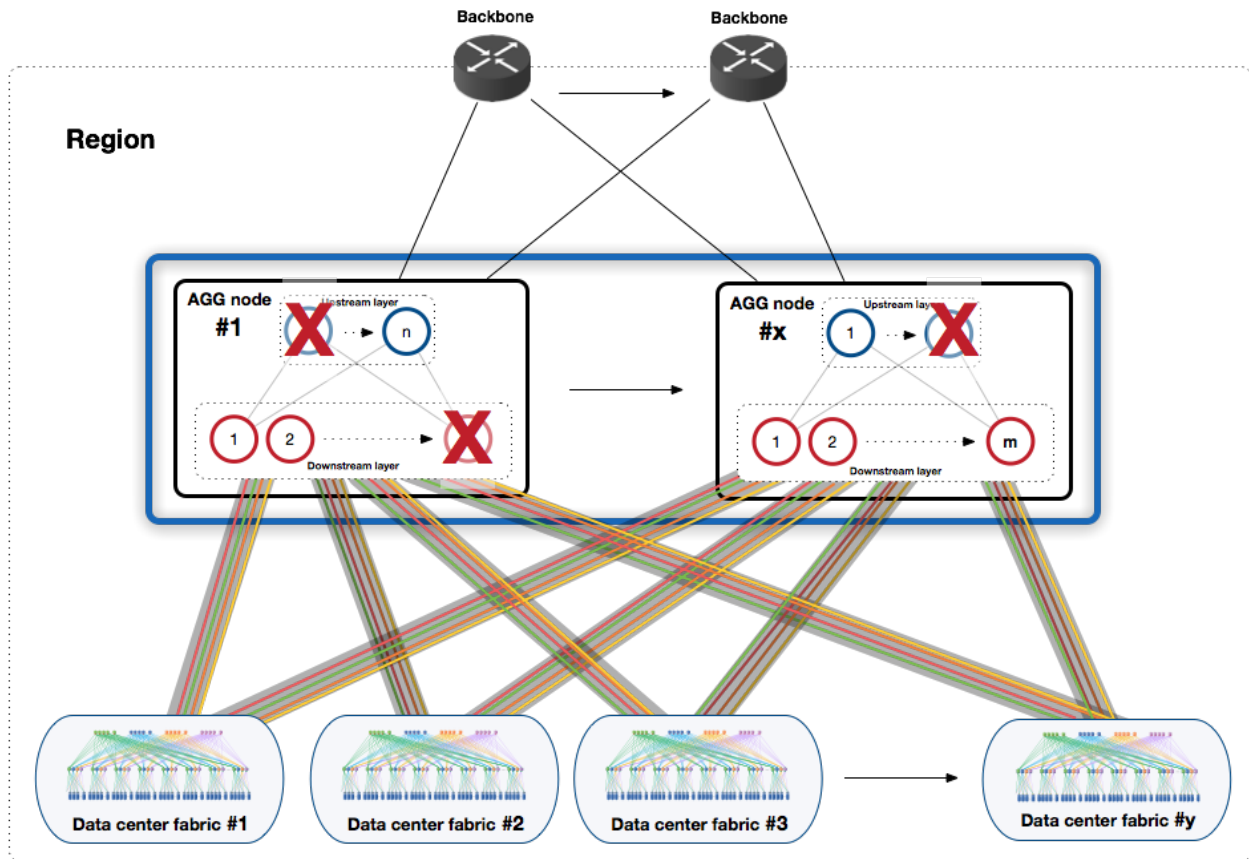 Backbone
Backbone
Region
AGG node
#1
Upstream layer
n
1
2
Downstream layer
AGG node
#x
Upstream layer
1
1
2
m
Downstream layer
Data center fabric #1
Data center fabric #2
Data center fabric #3
Data center fabric #y